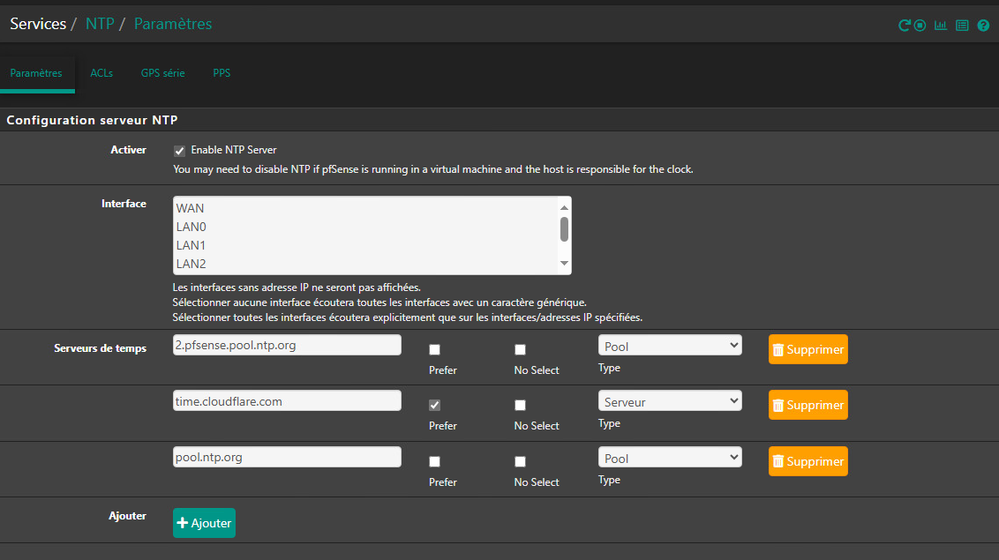 Services / NTP / Paramètres
Paramètres ACLs GPS série PPS
Configuration serveur NTP
Activer Enable NTP Server
You may need to disable NTP if pfSense is running in a virtual machine and the host is responsible for the clock.
Interface WAN
LAN0
LAN1
LAN2
Les interfaces sans adresse IP ne seront pas affichées.
Sélectionner aucune interface écoutera toutes les interfaces avec un caractère générique.
Sélectionner toutes les interfaces écoutera explicitement que sur les interfaces/adresses IP spécifiées.
Serveurs de temps 2.pfsense.pool.ntp.org Pool Supprimer
Prefer No Select Type
time.cloudflare.com Serveur Supprimer
Prefer No Select Type
pool.ntp.org Pool Supprimer
Prefer No Select Type
Ajouter + Ajouter